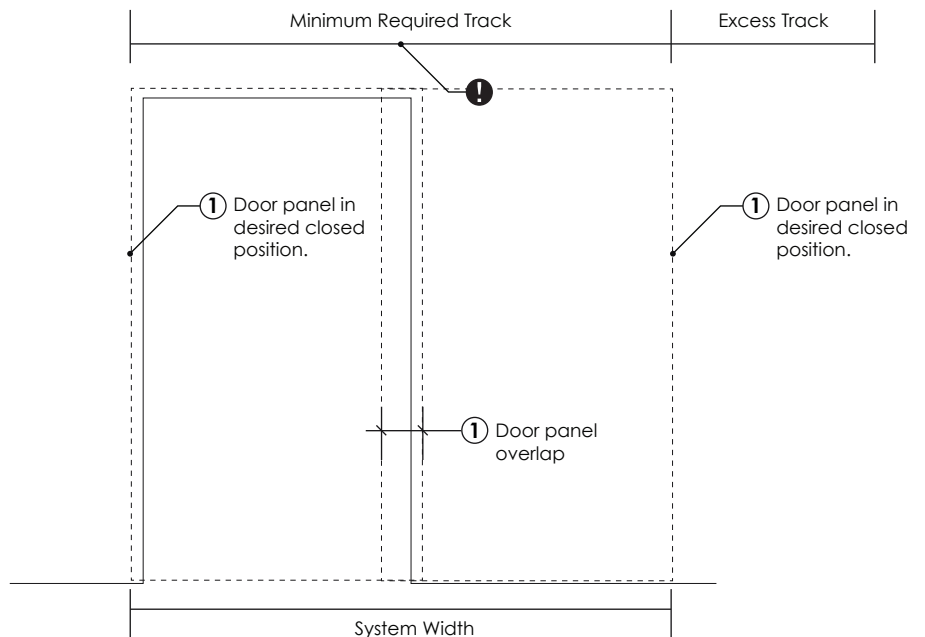 Minimum Required Track
Excess Track
!
1 Door panel in
desired closed
position.
1 Door panel in
desired closed
position.
1 Door panel
overlap
System Width